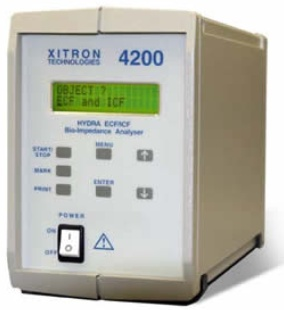 XITRON 4200
TECHNOLOGIES
OBJECT ?
ECF and ICF
HYDRA ECF/ICF
Bio-Impedance Analyser
START/
STOP
MENU
MARK
PRINT
ENTER
POWER
ON
OFF